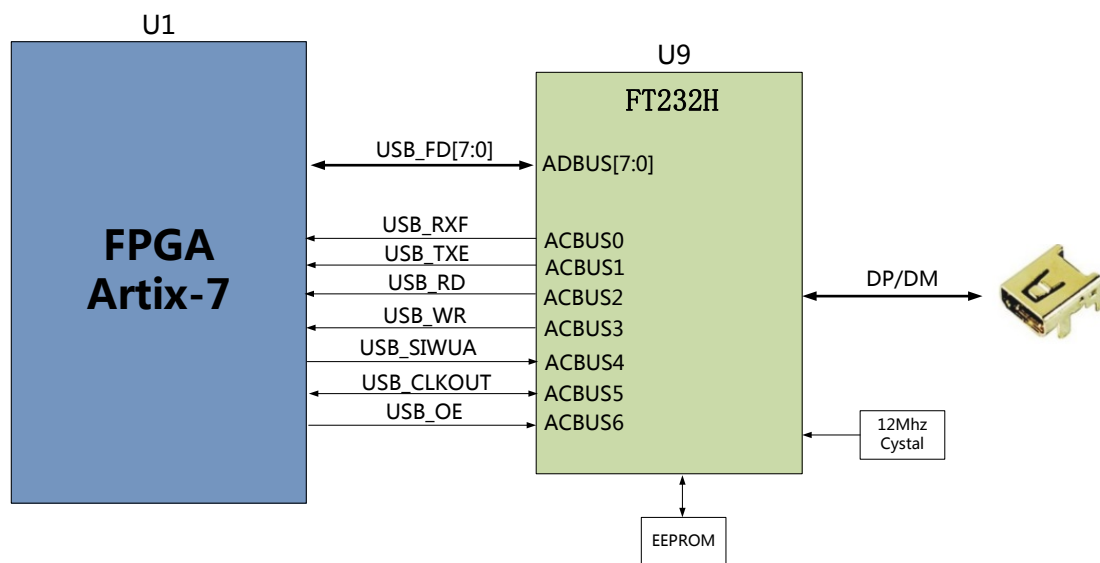 U1
U9
FT232H
USB_FD[7:0]
ADBUS[7:0]
FPGA
Artix-7
USB_RXF
ACBUS0
USB_TXE
ACBUS1
USB_RD
ACBUS2
USB_WR
ACBUS3
USB_SIWUA
ACBUS4
USB_CLKOUT
ACBUS5
USB_OE
ACBUS6
DP/DM
12Mhz
Cystal
EEPROM